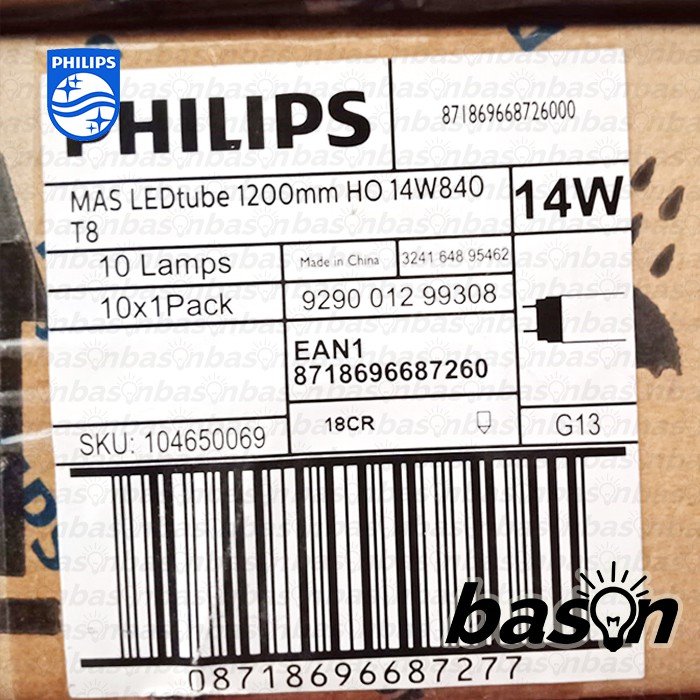 PHILIPS
PHILIPS
871869668726000
MAS LEDtube 1200mm HO 14W840
T8
14W
10 Lamps
Made in China
3241 648 95462
10x1Pack
9290 012 99308
EAN1
8718696687260
SKU: 104650069
18CR
G13
08718696687277
bason